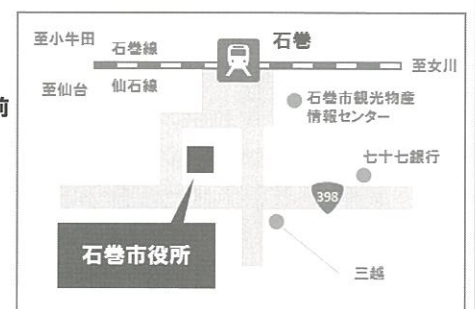 前
至小牛田
石巻線
石巻
至女川
至仙台
仙石線
石巻市観光物産
情報センター
七十七銀行
398
石巻市役所
三越